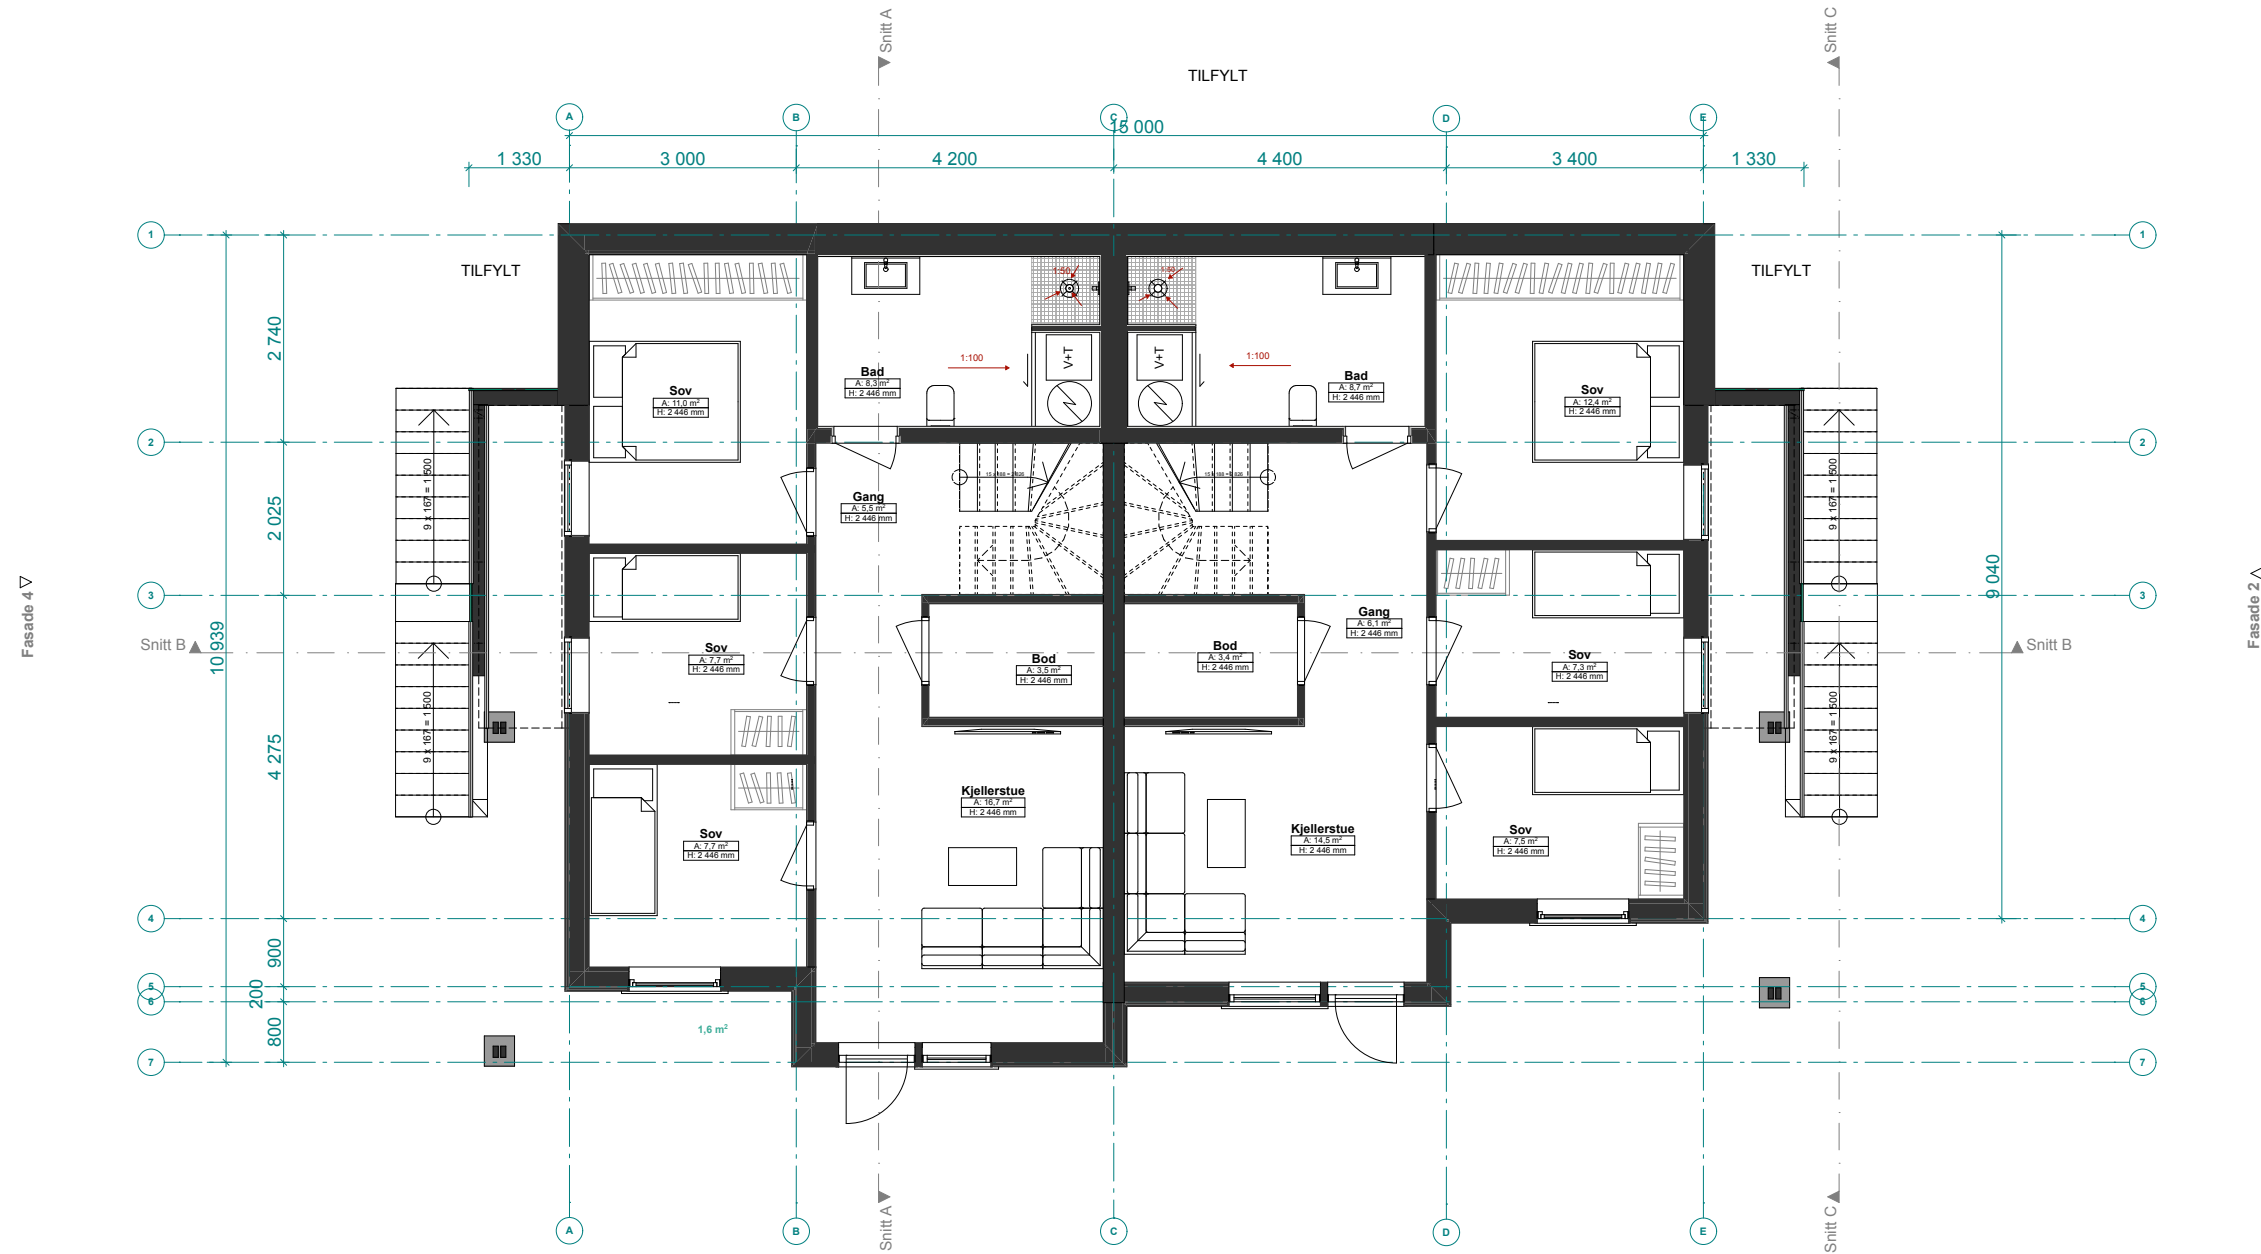 Snitt A
Snitt C
TILFYLT
A
B
C
D
E
15 000
1 330
3 000
4 200
4 400
3 400
1 330
1
1
TILFYLT
TILFYLT
1:50
1:50
2 740
V+T
V+T
1:100
1:100
Bad
A: 8,3 m²
H: 2 446 mm
Bad
A: 8,7 m²
H: 2 446 mm
Sov
A: 11,0 m²
H: 2 446 mm
Sov
A: 12,4 m²
H: 2 446 mm
2
2
9 x 167 = 1 500
9 x 167 = 1 500
Gang
A: 5,5 m²
H: 2 446 mm
2 025
9 040
Fasade 4
Fasade 2
3
3
10 939
Gang
A: 6,1 m²
H: 2 446 mm
Snitt B
Snitt B
Sov
A: 7,7 m²
H: 2 446 mm
Bod
A: 3,5 m²
H: 2 446 mm
Bod
A: 3,4 m²
H: 2 446 mm
Sov
A: 7,3 m²
H: 2 446 mm
9 x 167 = 1 500
9 x 167 = 1 500
4 275
Kjellerstue
A: 16,7 m²
H: 2 446 mm
Sov
A: 7,7 m²
H: 2 446 mm
Kjellerstue
A: 14,5 m²
H: 2 446 mm
Sov
A: 7,5 m²
H: 2 446 mm
4
4
900
5
5
200
6
6
800
1,6 m²
7
7
A
B
C
D
E
Snitt A
Snitt C